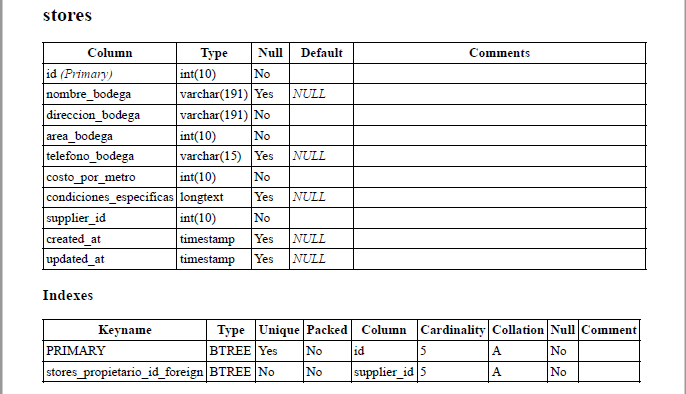 stores
Column Type Null Default Comments
id (Primary) int(10) No
nombre_bodega varchar(191) Yes NULL
direccion_bodega varchar(191) No
area_bodega int(10) No
telefono_bodega varchar(15) Yes NULL
costo_por_metro int(10) No
condiciones_especificas longtext Yes NULL
supplier_id int(10) No
created_at timestamp Yes NULL
updated_at timestamp Yes NULL
Indexes
Keyname Type Unique Packed Column Cardinality Collation Null Comment
PRIMARY BTREE Yes No id 5 A No
stores_propietario_id_foreign BTREE No No supplier_id 5 A No